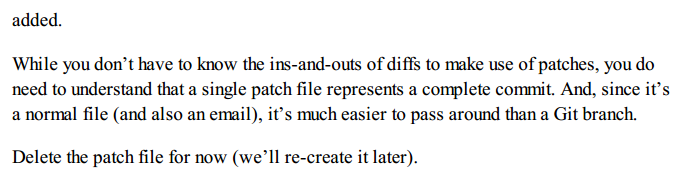 added.
While you don’t have to know the ins-and-outs of diffs to make use of patches, you do
need to understand that a single patch file represents a complete commit. And, since it’s
a normal file (and also an email), it’s much easier to pass around than a Git branch.
Delete the patch file for now (we’ll re-create it later).